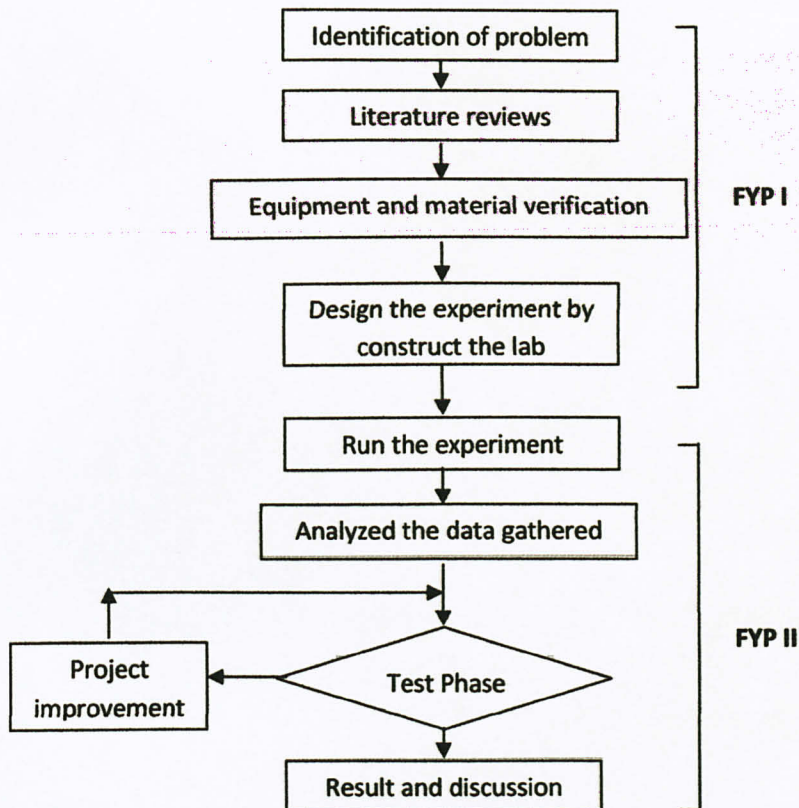 Identification of problem
Literature reviews
Equipment and material verification
FYP I
Design the experiment by
construct the lab
Run the experiment
Analyzed the data gathered
Project
improvement
Test Phase
FYP II
Result and discussion